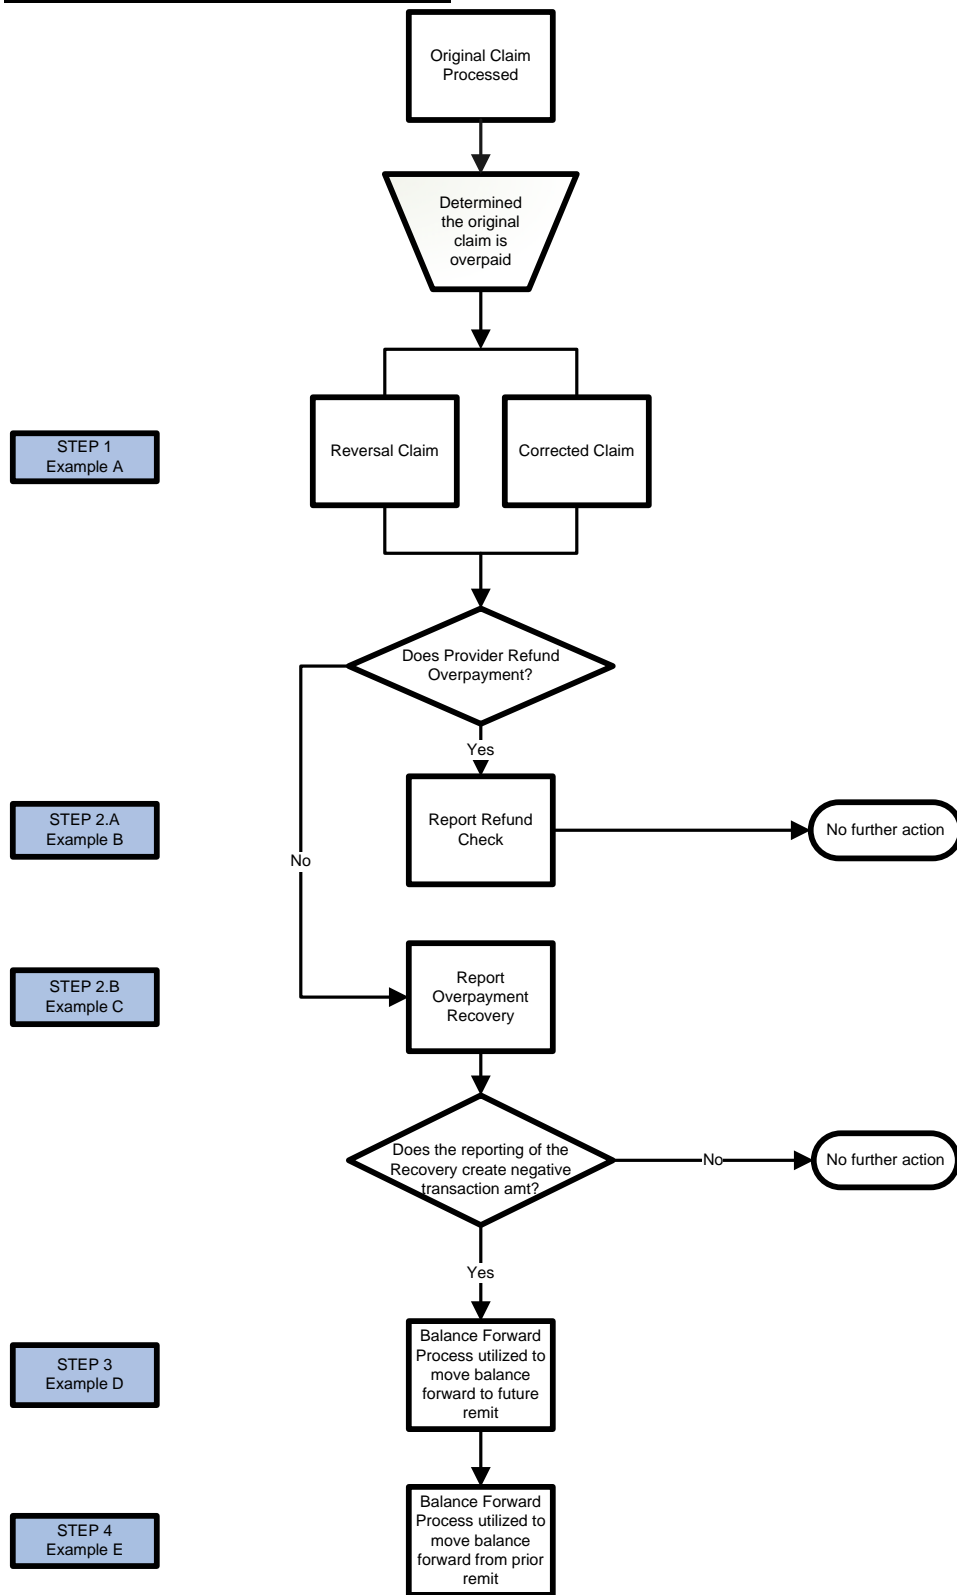 Original Claim
Processed
Determined
the original
claim is
overpaid
STEP 1
Example A
Reversal Claim
Corrected Claim
Does Provider Refund
Overpayment?
Yes
STEP 2.A
Example B
Report Refund
Check
No further action
No
STEP 2.B
Example C
Report
Overpayment
Recovery
Does the reporting of the
Recovery create negative
transaction amt?
No
No further action
Yes
STEP 3
Example D
Balance Forward
Process utilized to
move balance
forward to future
remit
STEP 4
Example E
Balance Forward
Process utilized to
move balance
forward from prior
remit